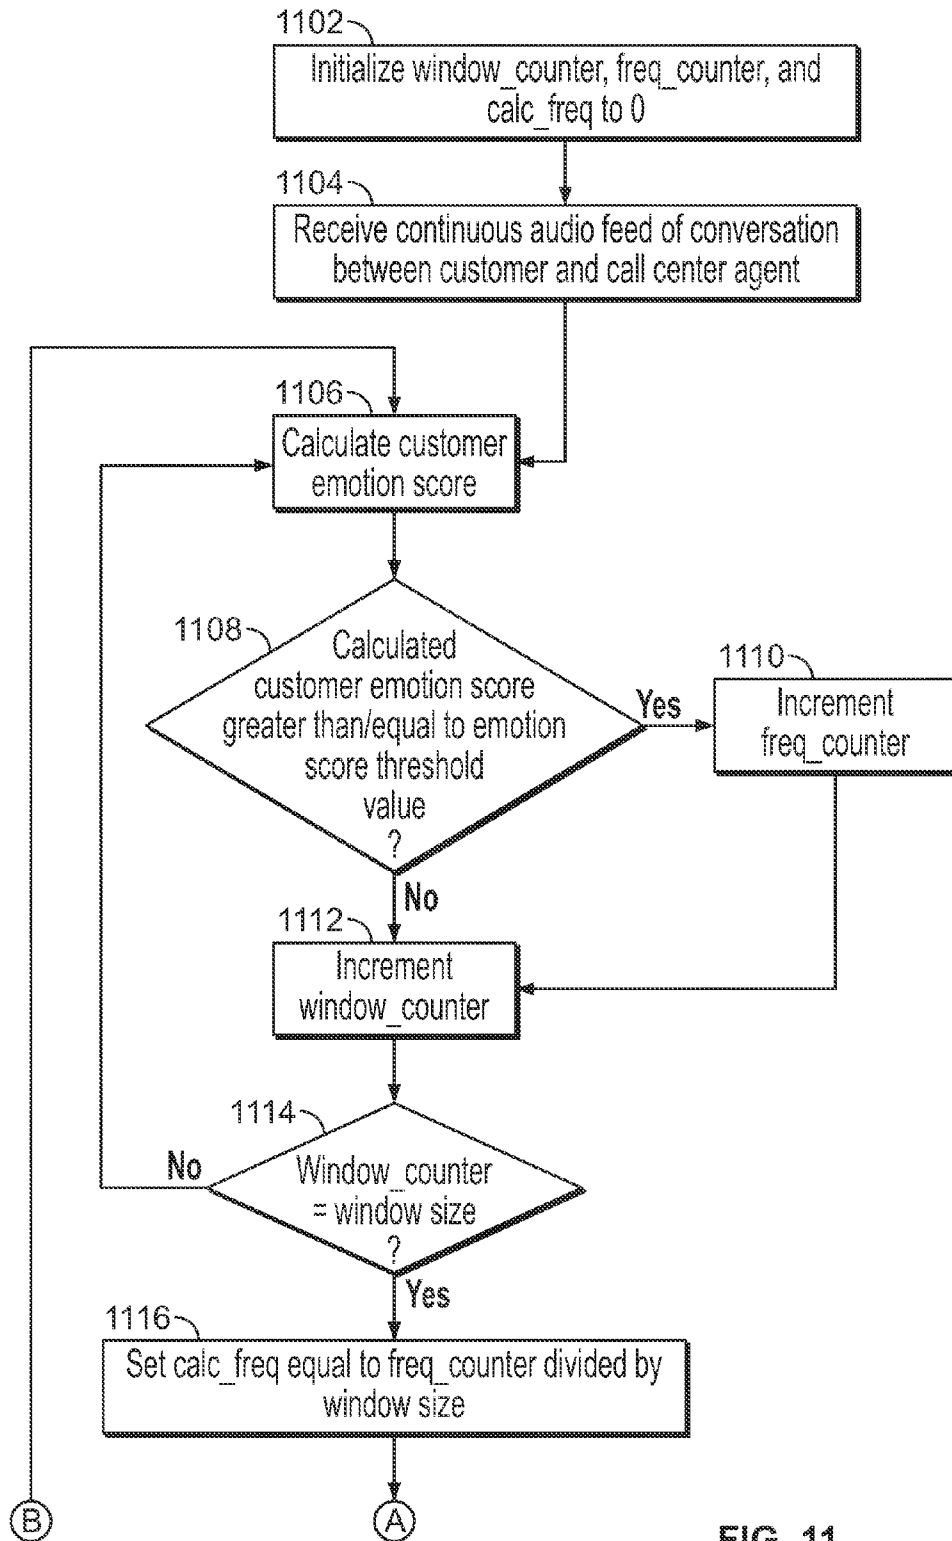 1102
Initialize window_counter, freq_counter, and
calc_freq to 0
1104
Receive continuous audio feed of conversation
between customer and call center agent
1106
Calculate customer
emotion score
1108
Calculated
customer emotion score
greater than/equal to emotion
score threshold
value
?
Yes
1110
Increment
freq_counter
No
1112
Increment
window_counter
1114
No
Window_counter
= window size
?
Yes
1116
Set calc_freq equal to freq_counter divided by
window size
B
A
FIG. 11